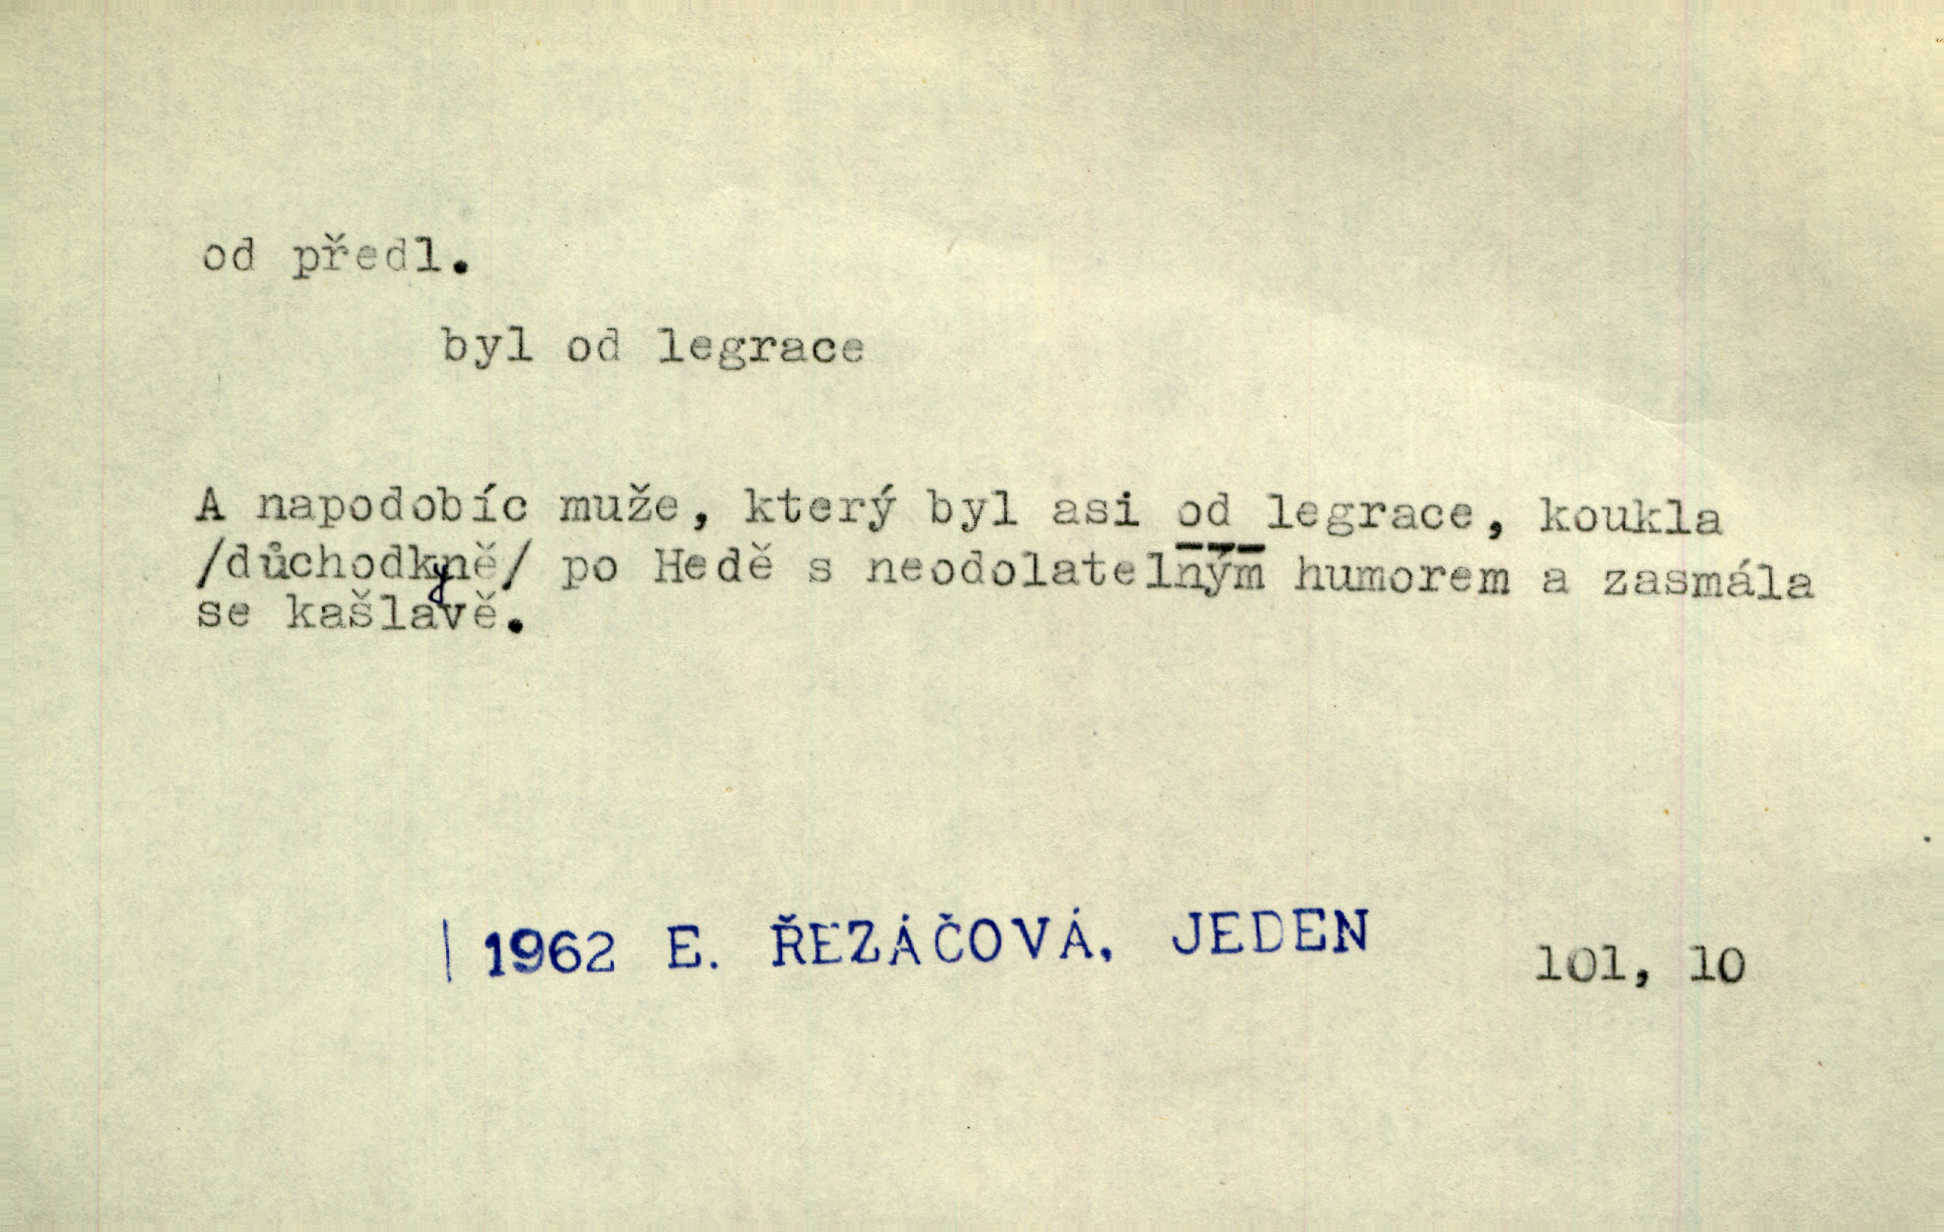 od předl.
byl od legrace
A napodobíc muže, který byl asi od legrace, koukla
/důchodkyně/ po Hedě s neodolatelným humorem a zasmála
se kašlavě.
1962 E. ŘEZÁČOVÁ, JEDEN 101, 10